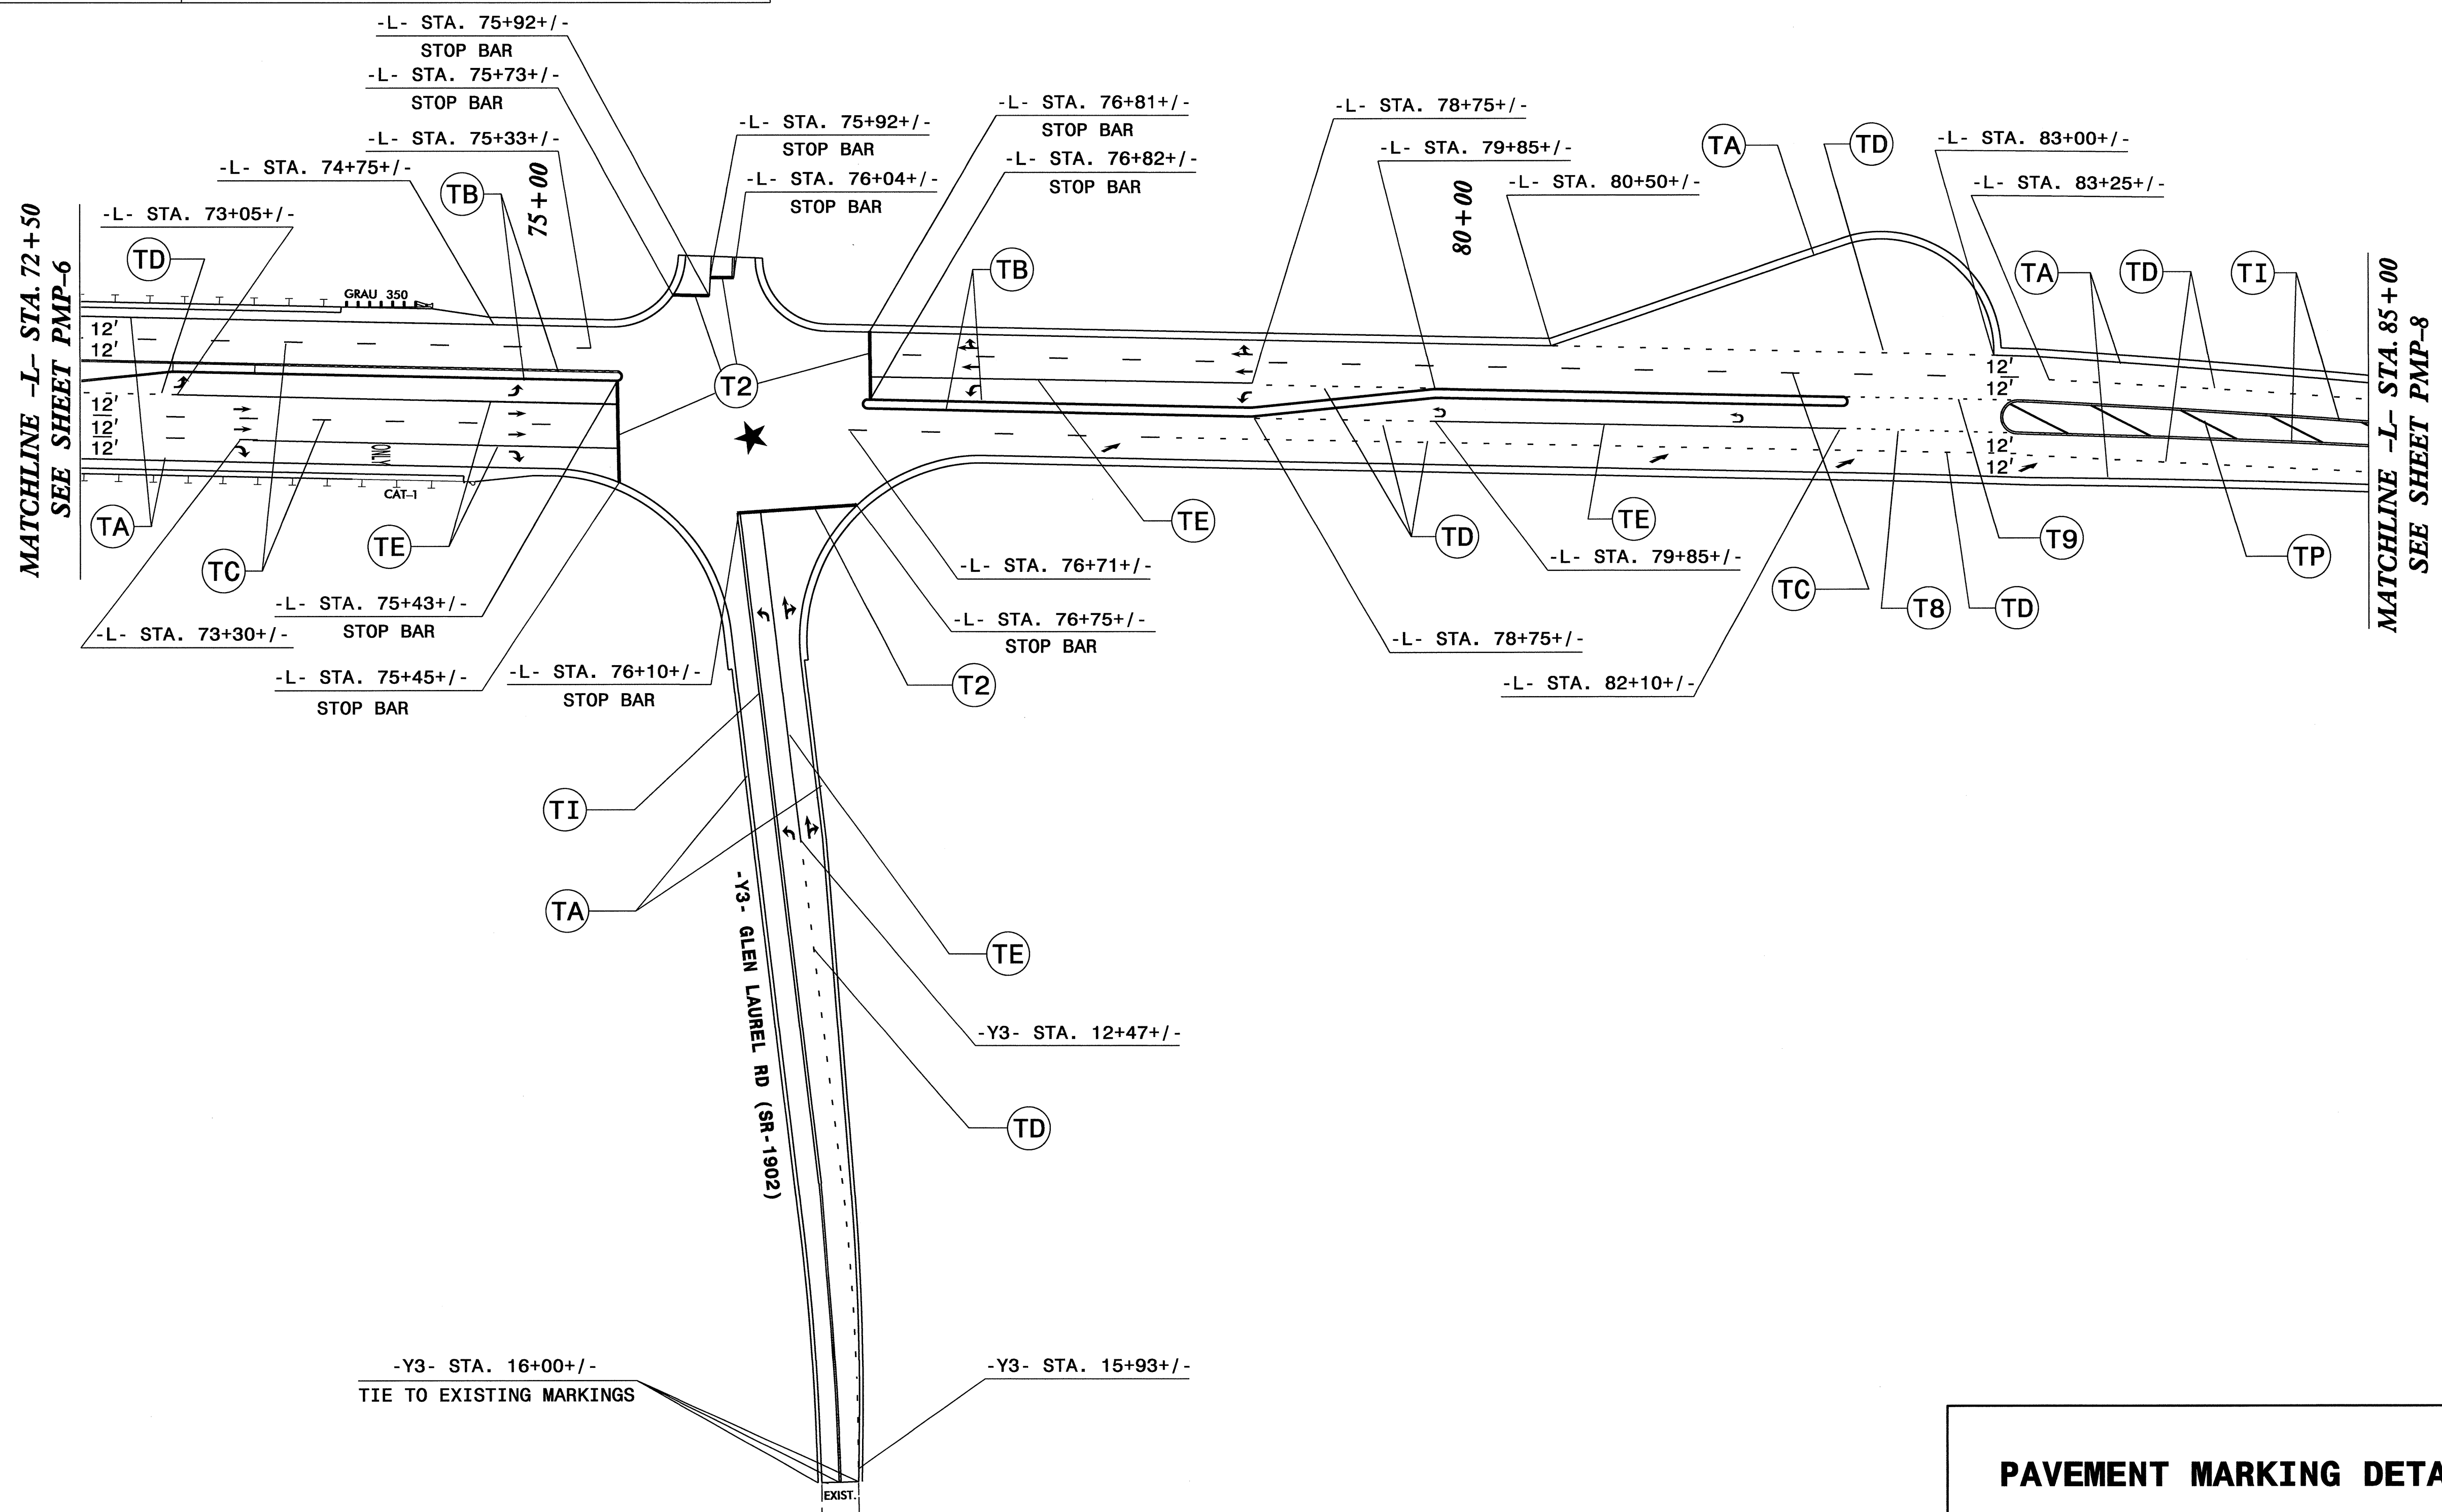 -L- STA. 75+92+/-
STOP BAR
-L- STA. 75+73+/-
STOP BAR
-L- STA. 75+33+/-
-L- STA. 74+75+/-
-L- STA. 73+05+/-
TD
TB
75+00
MATCHLINE -L- STA. 72+50
SEE SHEET PMP-6
-L- STA. 75+92+/-
STOP BAR
-L- STA. 76+04+/-
STOP BAR
-L- STA. 76+81+/-
STOP BAR
-L- STA. 76+82+/-
STOP BAR
TB
-L- STA. 78+75+/-
-L- STA. 79+85+/-
80+00
-L- STA. 80+50+/-
TA
TD
-L- STA. 83+00+/-
-L- STA. 83+25+/-
TA
TD
TI
MATCHLINE -L- STA. 85+00
SEE SHEET PMP-8
GRAU 350
12'
12'
12'
12'
12'
ONLY
CAT-1
T2
12'
12'
12'
12'
TA
TC
TE
-L- STA. 75+43+/-
STOP BAR
-L- STA. 73+30+/-
-L- STA. 75+45+/-
STOP BAR
-L- STA. 76+10+/-
STOP BAR
-L- STA. 76+71+/-
-L- STA. 76+75+/-
STOP BAR
T2
TE
TD
TE
-L- STA. 79+85+/-
-L- STA. 78+75+/-
-L- STA. 82+10+/-
TC
T8
TD
T9
TP
TI
TA
-Y3- GLEN LAUREL RD (SR-1902)
TE
-Y3- STA. 12+47+/-
TD
-Y3- STA. 16+00+/-
TIE TO EXISTING MARKINGS
-Y3- STA. 15+93+/-
EXIST.
PAVEMENT MARKING DETA